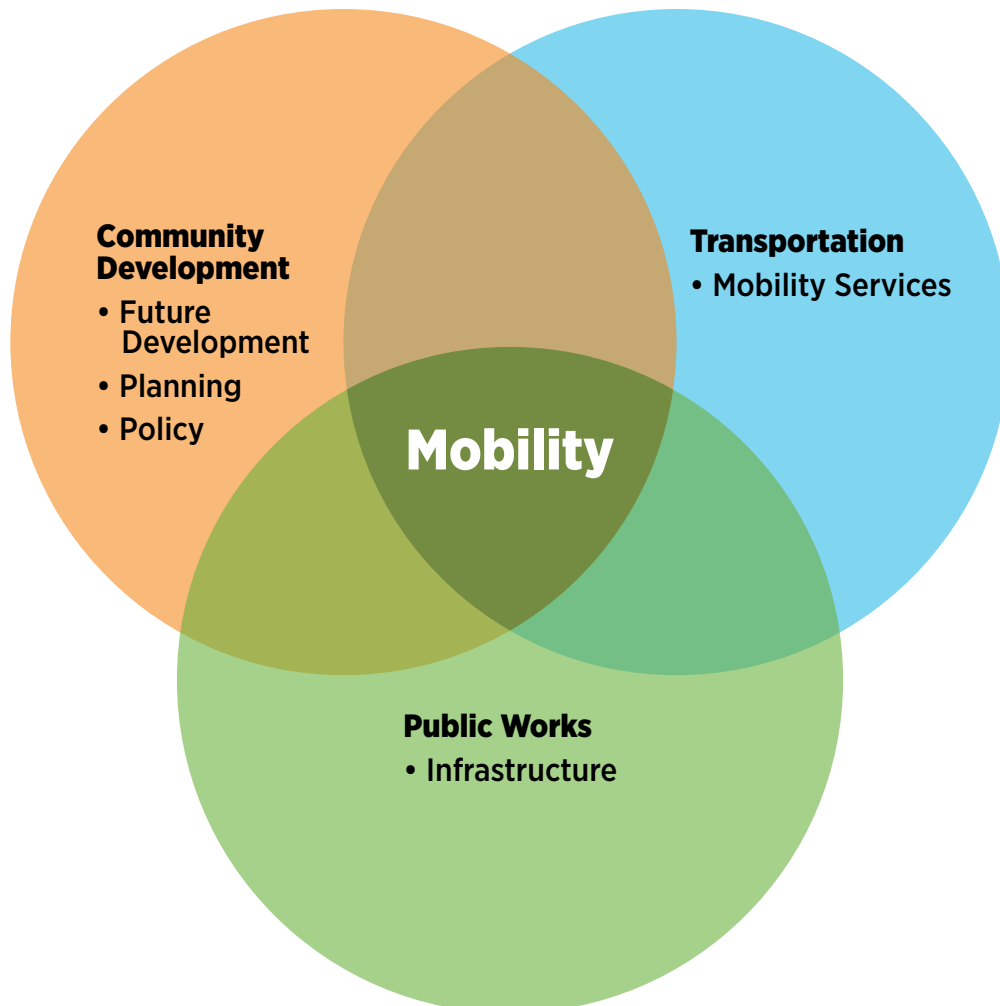 Community
Development
• Future
Development
• Planning
• Policy
Transportation
• Mobility Services
Mobility
Public Works
• Infrastructure